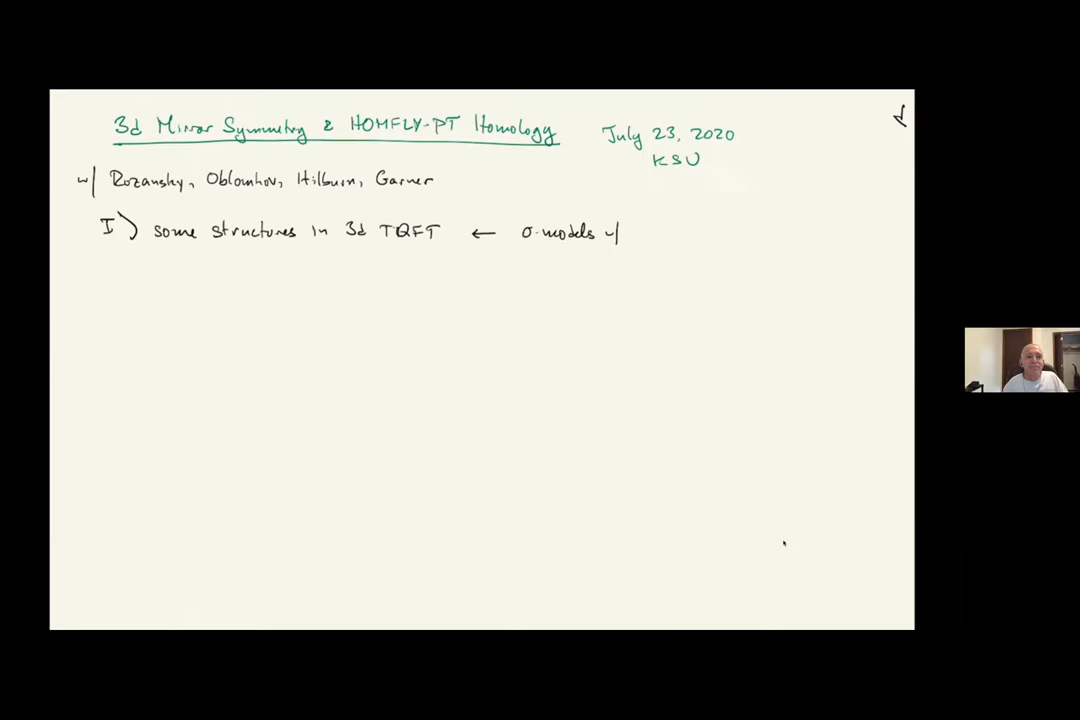 3d Mirror Symmetry & HOMFLY-PT Homology
July 23, 2020
KSU
w/ Rozansky, Oblomkov, Hilburn, Garner
I) some structures in 3d TQFT ← σ-models w/